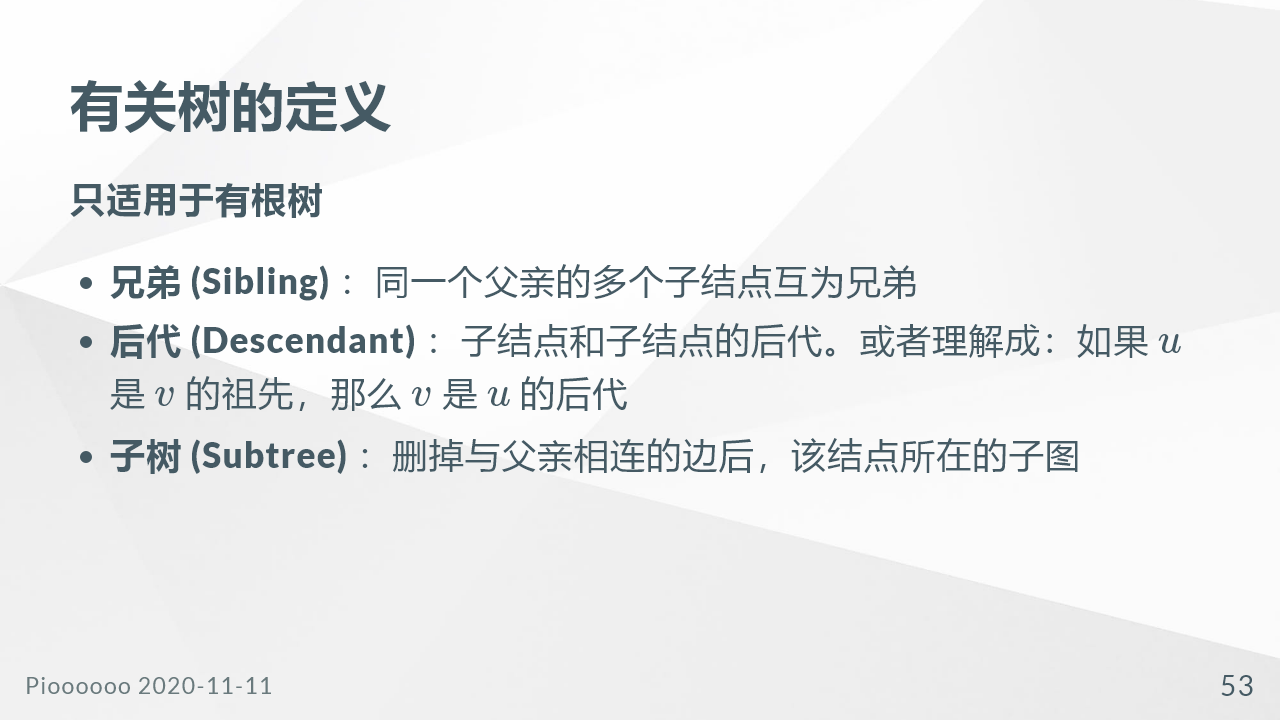 有关树的定义
只适用于有根树
• 兄弟 (Sibling) ：同一个父亲的多个子结点互为兄弟
• 后代 (Descendant) ：子结点和子结点的后代。或者理解成：如果 u
是 v 的祖先，那么 v 是 u 的后代
• 子树 (Subtree) ：删掉与父亲相连的边后，该结点所在的子图
Pioooooo 2020-11-11
53